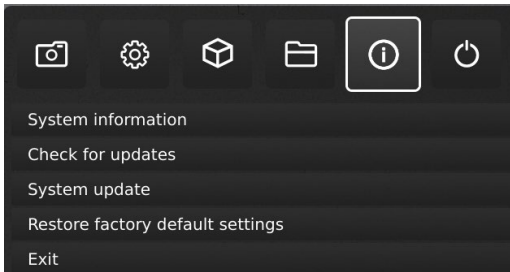 System information
Check for updates
System update
Restore factory default settings
Exit